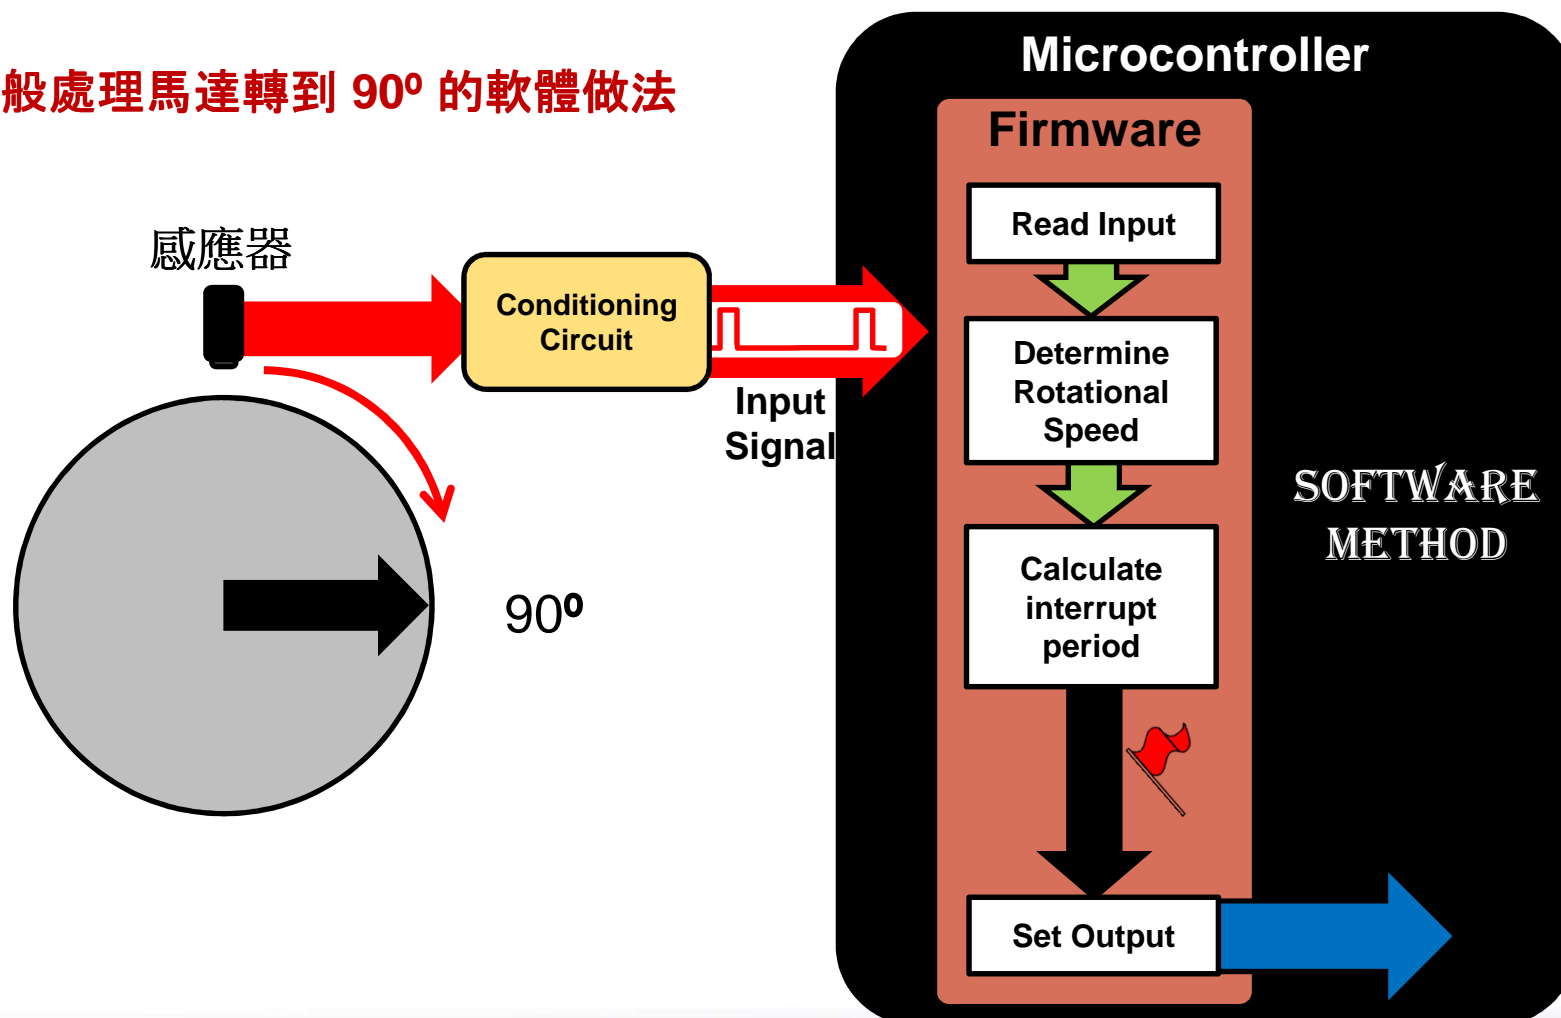 般處理馬達轉到 90º 的軟體做法
Microcontroller
Firmware
感應器
Conditioning
Circuit
Input
Signal
90º
Read Input
Determine
Rotational
Speed
Calculate
interrupt
period
Set Output
SOFTWARE
METHOD